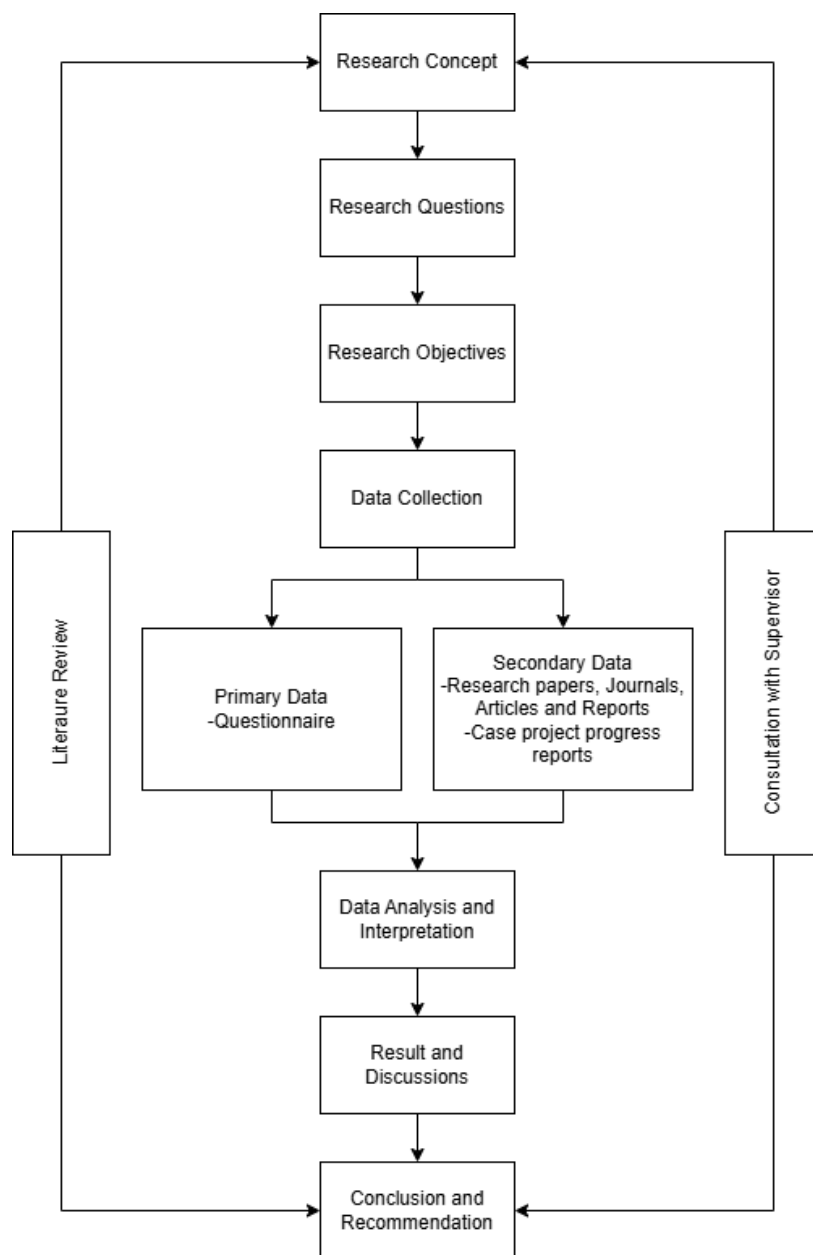 Research Concept
Research Questions
Research Objectives
Data Collection
Literaure Review
Consultation with Supervisor
Primary Data
-Questionnaire
Secondary Data
-Research papers, Journals,
Articles and Reports
-Case project progress
reports
Data Analysis and
Interpretation
Result and
Discussions
Conclusion and
Recommendation